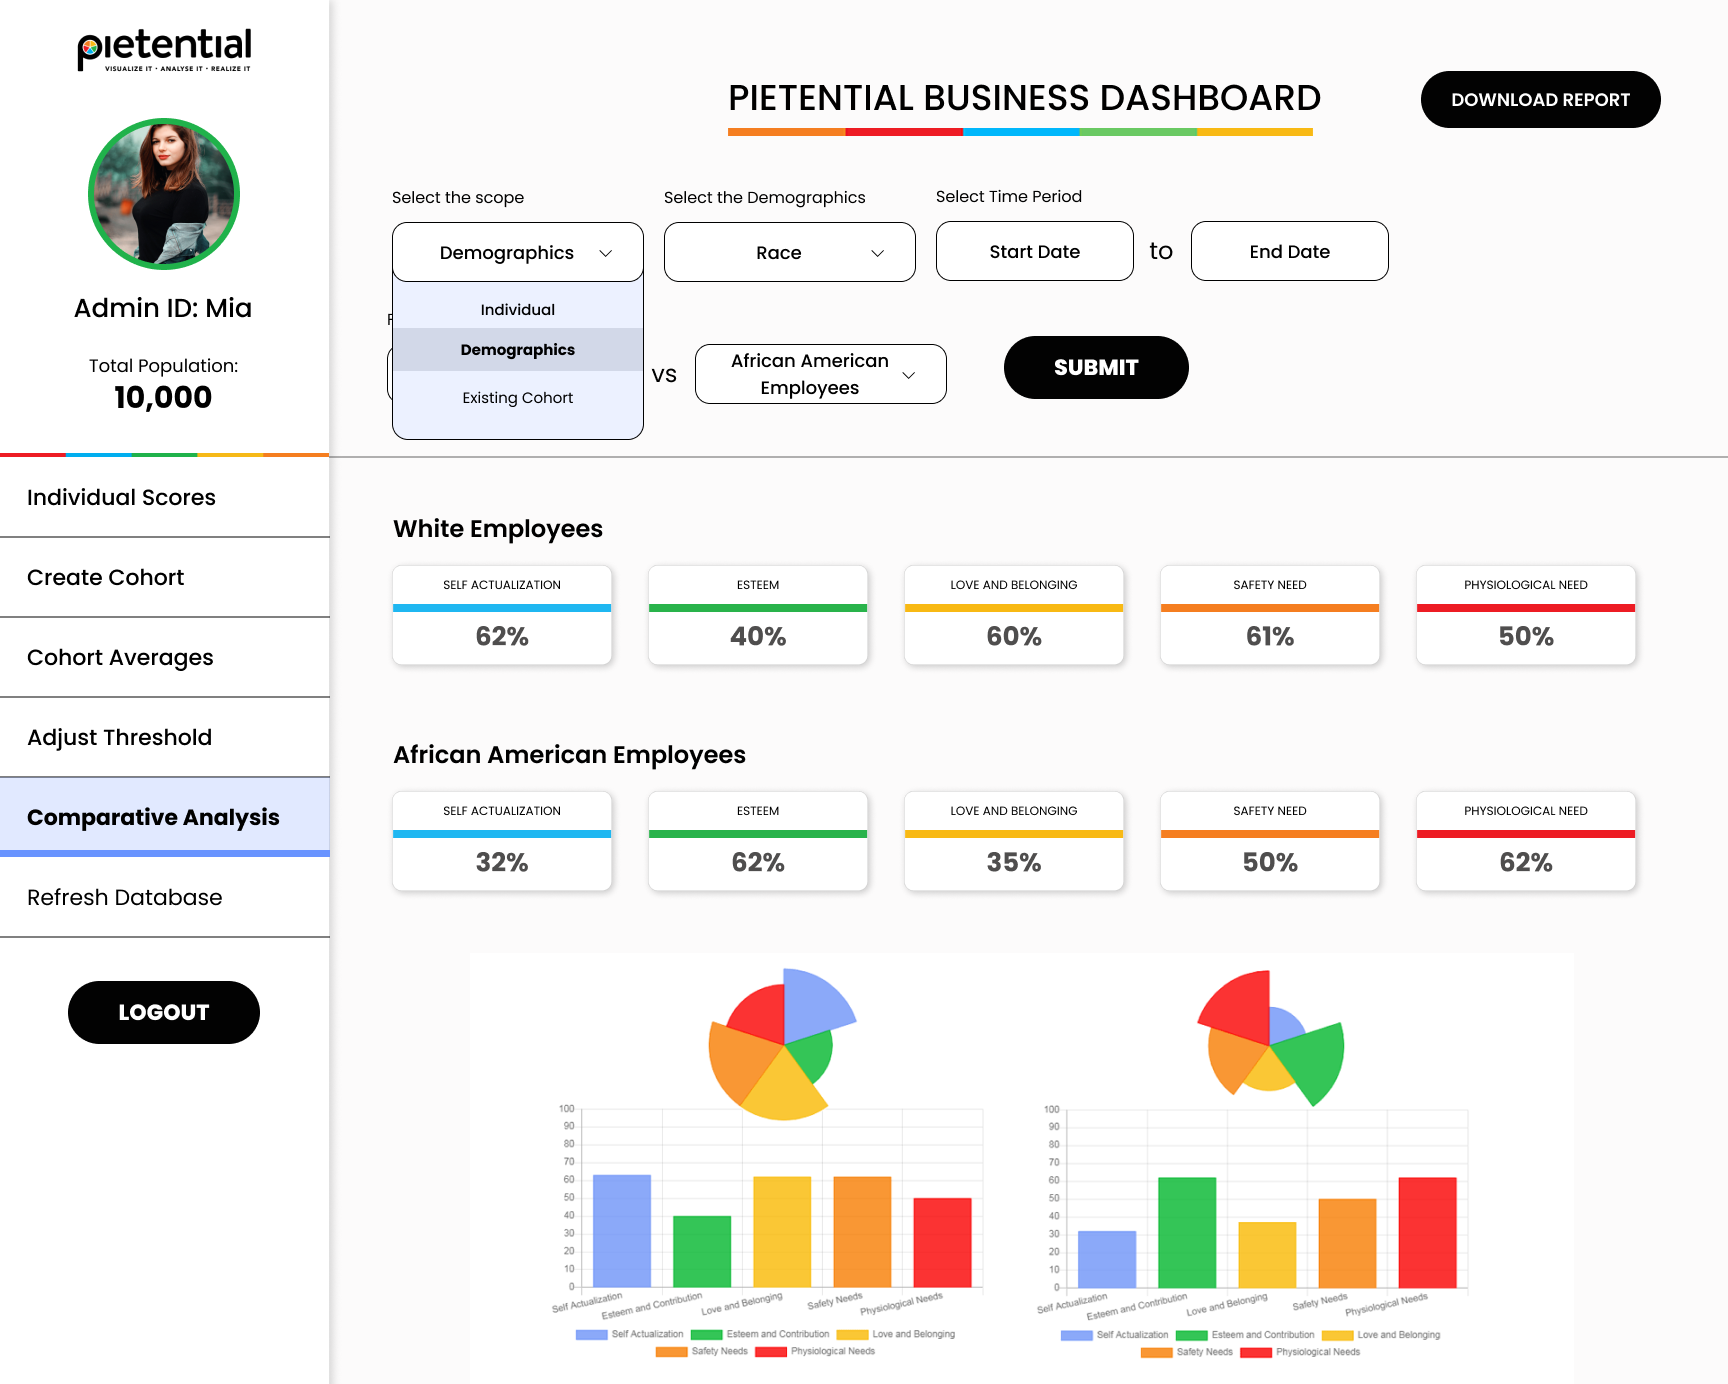 pietential
VISUALIZE IT • ANALYSE IT • REALIZE IT
Admin ID: Mia
Total Population:
10,000
Individual Scores
Create Cohort
Cohort Averages
Adjust Threshold
Comparative Analysis
Refresh Database
LOGOUT
PIETENTIAL BUSINESS DASHBOARD
DOWNLOAD REPORT
Select the scope
Select the Demographics
Select Time Period
Demographics
Race
Start Date
to
End Date
Individual
Demographics
Existing Cohort
vs
African American
Employees
SUBMIT
White Employees
SELF ACTUALIZATION
ESTEEM
LOVE AND BELONGING
SAFETY NEED
PHYSIOLOGICAL NEED
62%
40%
60%
61%
50%
African American Employees
SELF ACTUALIZATION
ESTEEM
LOVE AND BELONGING
SAFETY NEED
PHYSIOLOGICAL NEED
32%
62%
35%
50%
62%
100
90
80
70
60
50
40
30
20
10
0
Self Actualization
Esteem and Contribution
Love and Belonging
Safety Needs
Physiological Needs
Self Actualization
Esteem and Contribution
Love and Belonging
Safety Needs
Physiological Needs
100
90
80
70
60
50
40
30
20
10
0
Self Actualization
Esteem and Contribution
Love and Belonging
Safety Needs
Physiological Needs
Self Actualization
Esteem and Contribution
Love and Belonging
Safety Needs
Physiological Needs